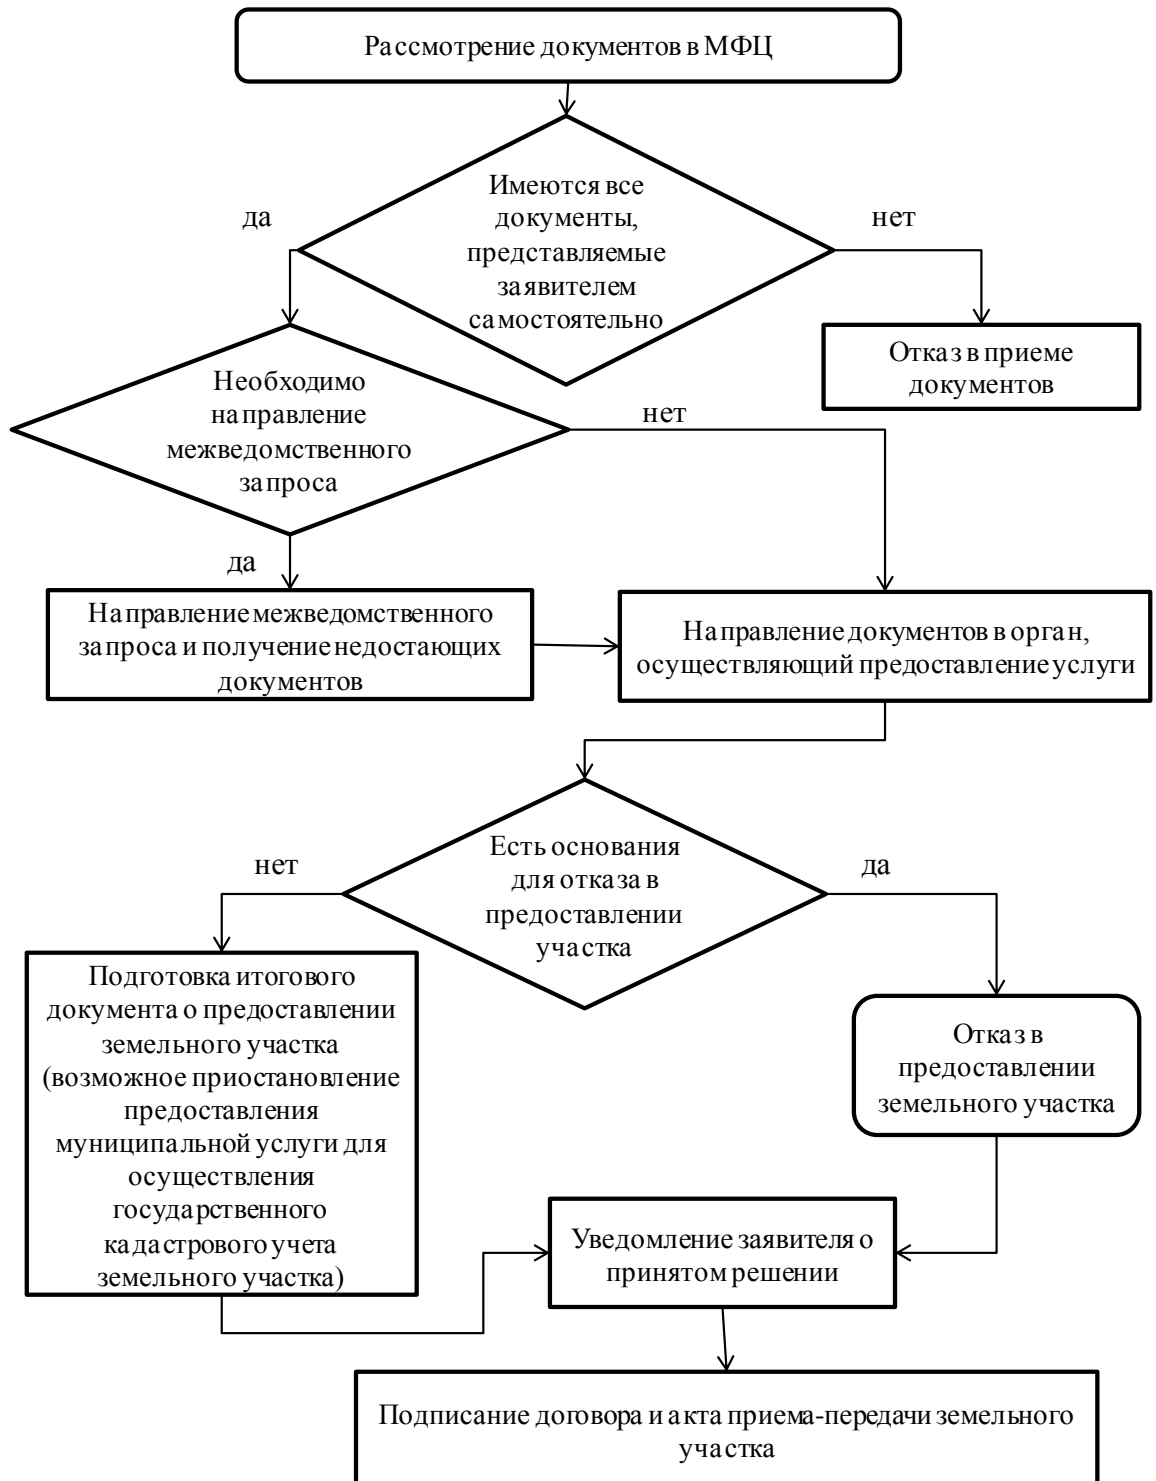 Рассмотрение документов в МФЦ
Имеются все
документы,
представляемые
заявителем
самостоятельно
да
нет
Отказ в приеме
документов
Необходимо
направление
межведомственного
запроса
нет
да
Направление межведомственного
запроса и получение недостающих
документов
Направление документов в орган,
осуществляющий предоставление услуги
Есть основания
для отказа в
предоставлении
участка
нет
да
Подготовка итогового
документа о предоставлении
земельного участка
(возможное приостановление
предоставления
муниципальной услуги для
осуществления
государственного
кадастрового учета
земельного участка)
Отказ в
предоставлении
земельного участка
Уведомление заявителя о
принятом решении
Подписание договора и акта приема-передачи земельного
участка